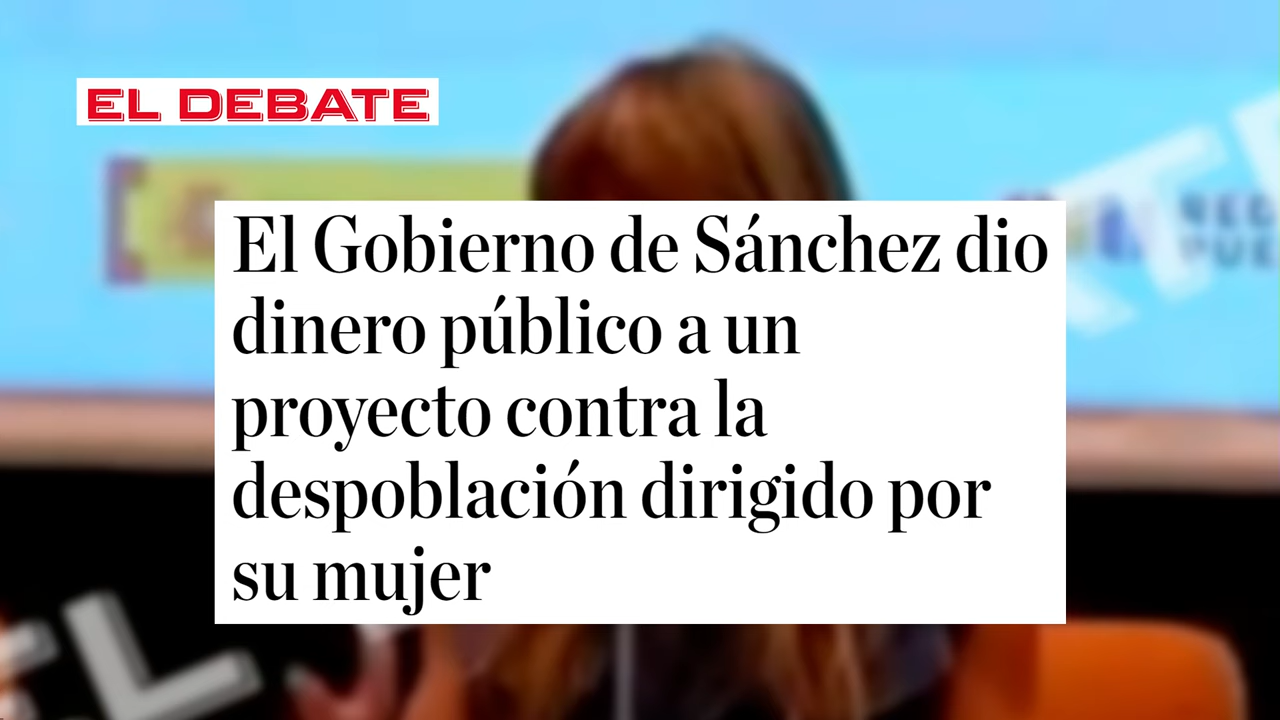 EL DEBATE
El Gobierno de Sánchez dio
dinero público a un
proyecto contra la
despoblación dirigido por
su mujer